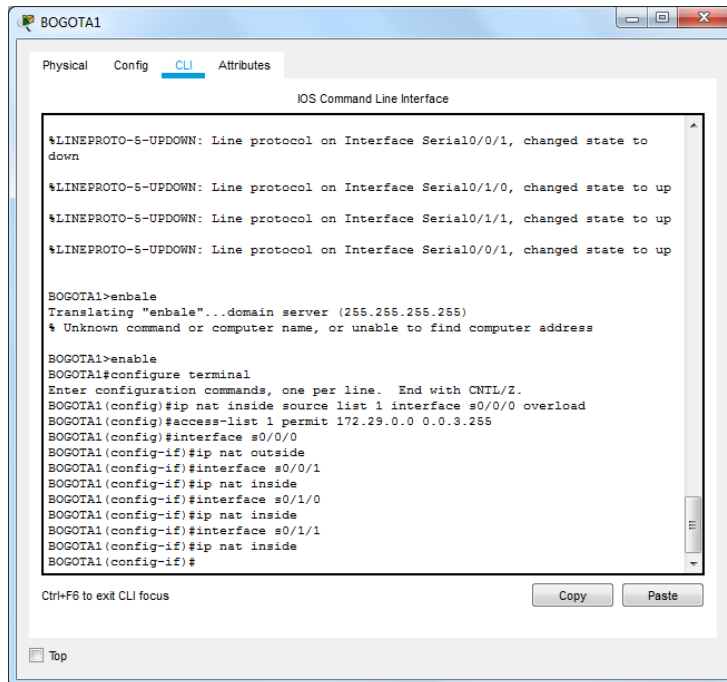 BOGOTA1
Physical Config CLI Attributes
IOS Command Line Interface
%LINEPROTO-5-UPDOWN: Line protocol on Interface Serial0/0/1, changed state to
down
%LINEPROTO-5-UPDOWN: Line protocol on Interface Serial0/1/0, changed state to up
%LINEPROTO-5-UPDOWN: Line protocol on Interface Serial0/1/1, changed state to up
%LINEPROTO-5-UPDOWN: Line protocol on Interface Serial0/0/1, changed state to up
BOGOTA1>enbale
Translating "enbale"...domain server (255.255.255.255)
% Unknown command or computer name, or unable to find computer address
BOGOTA1>enable
BOGOTA1#configure terminal
Enter configuration commands, one per line.  End with CNTL/Z.
BOGOTA1(config)#ip nat inside source list 1 interface s0/0/0 overload
BOGOTA1(config)#access-list 1 permit 172.29.0.0 0.0.3.255
BOGOTA1(config)#interface s0/0/0
BOGOTA1(config-if)#ip nat outside
BOGOTA1(config-if)#interface s0/0/1
BOGOTA1(config-if)#ip nat inside
BOGOTA1(config-if)#interface s0/1/0
BOGOTA1(config-if)#ip nat inside
BOGOTA1(config-if)#interface s0/1/1
BOGOTA1(config-if)#ip nat inside
BOGOTA1(config-if)#
Ctrl+F6 to exit CLI focus
Copy Paste
Top